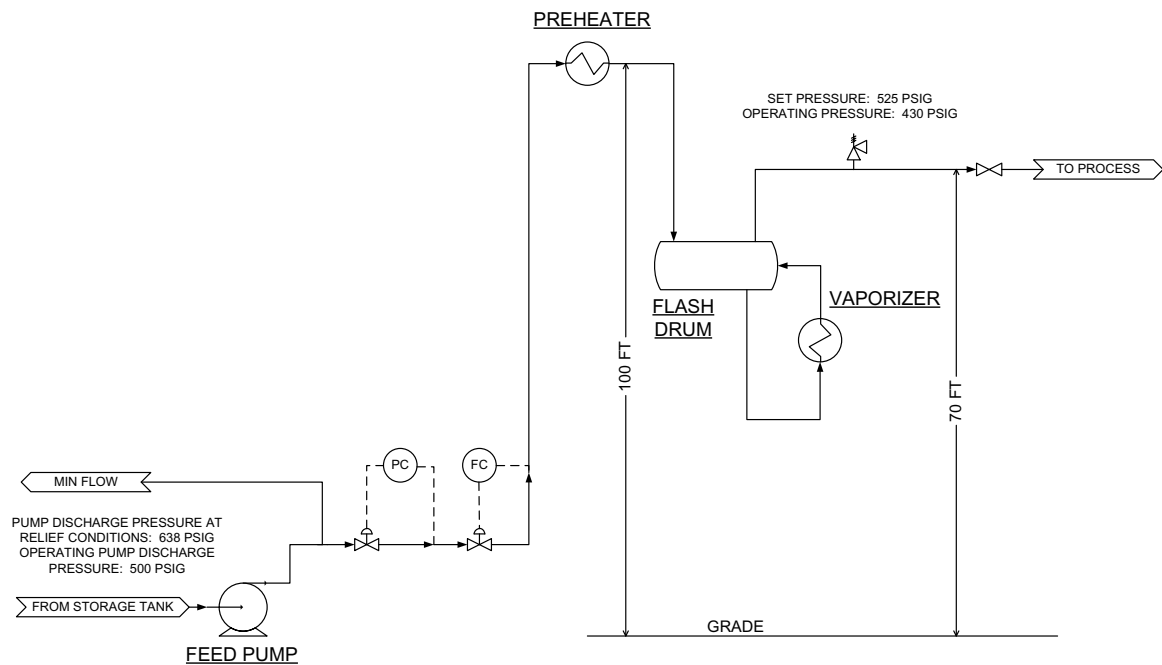 PREHEATER
SET PRESSURE: 525 PSIG
OPERATING PRESSURE: 430 PSIG
TO PROCESS
FLASH
DRUM
VAPORIZER
100 FT
70 FT
PC
FC
MIN FLOW
PUMP DISCHARGE PRESSURE AT
RELIEF CONDITIONS: 638 PSIG
OPERATING PUMP DISCHARGE
PRESSURE: 500 PSIG
FROM STORAGE TANK
FEED PUMP
GRADE